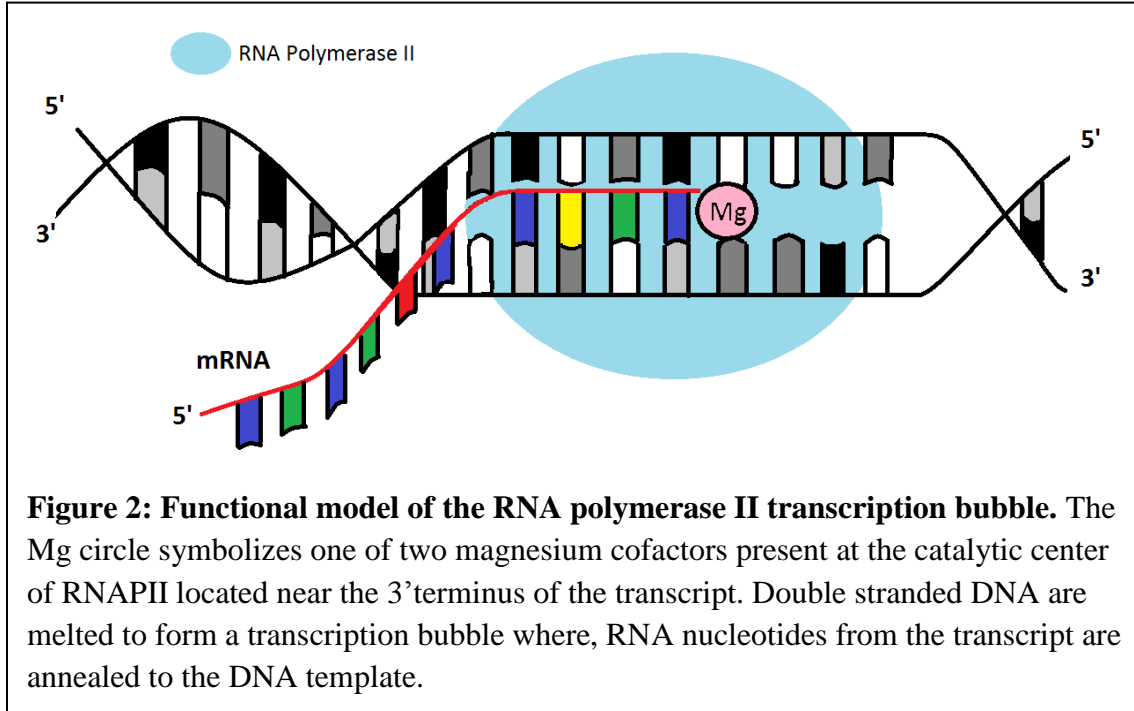 RNA Polymerase II
5'
5'
3'
Mg
3'
mRNA
5'
Figure 2: Functional model of the RNA polymerase II transcription bubble. The
Mg circle symbolizes one of two magnesium cofactors present at the catalytic center
of RNAPII located near the 3’terminus of the transcript. Double stranded DNA are
melted to form a transcription bubble where, RNA nucleotides from the transcript are
annealed to the DNA template.